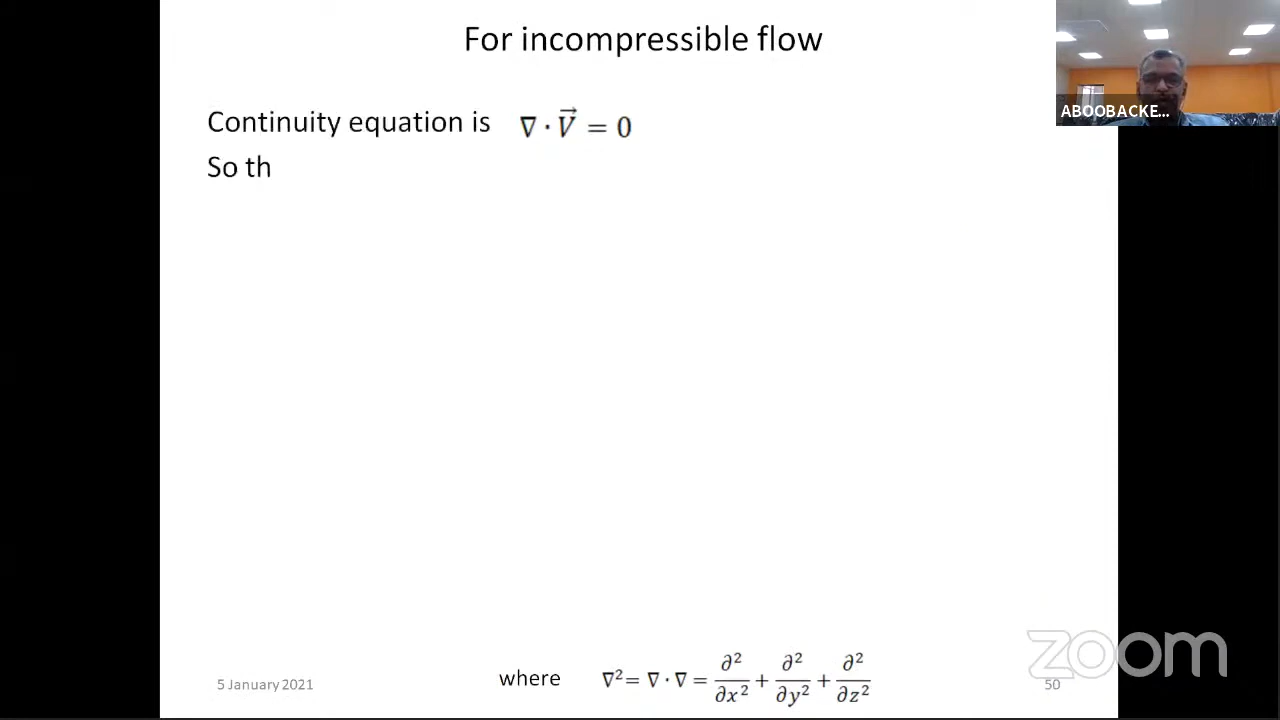 For incompressible flow
ABOOBACKE...
Continuity equation is ∇ · V⃗ = 0
So th
zoom
5 January 2021
where ∇²= ∇ · ∇ = ∂²/∂x² + ∂²/∂y² + ∂²/∂z²
50